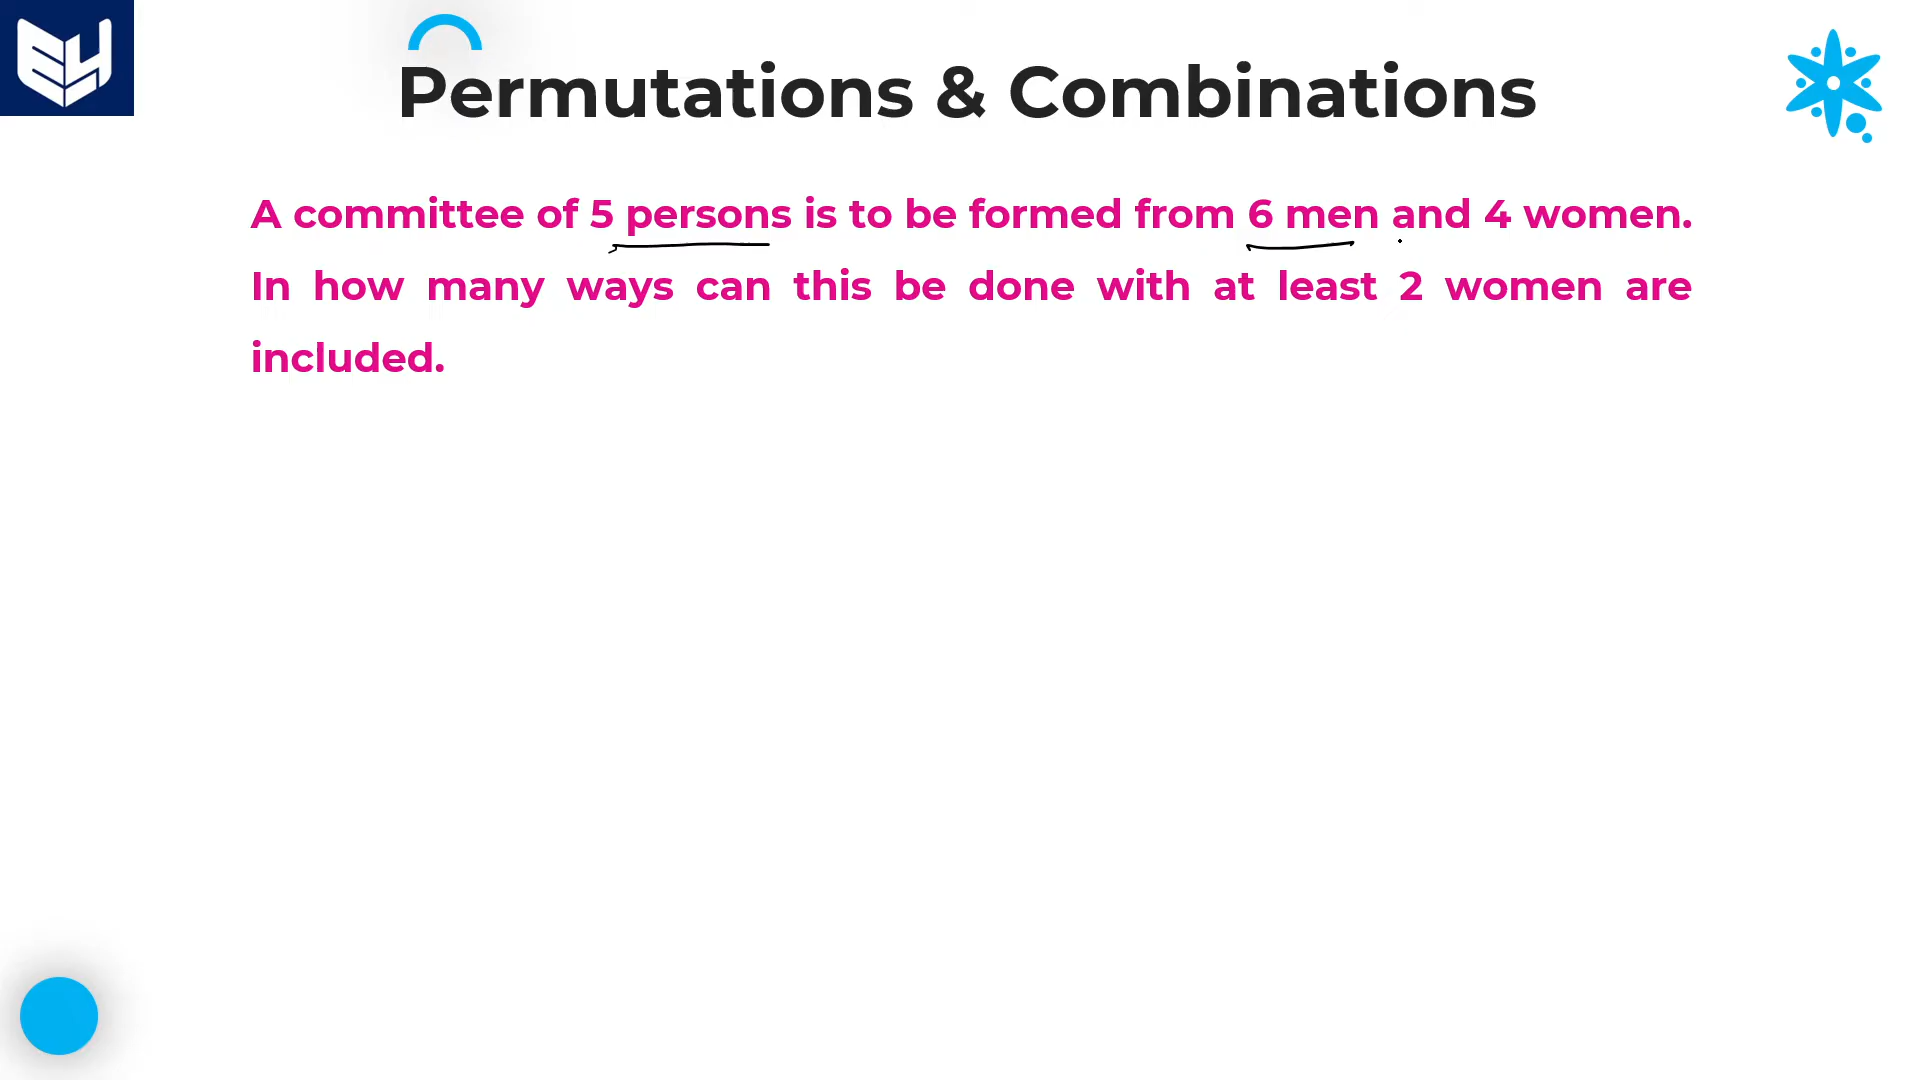 Permutations & Combinations
A committee of 5 persons is to be formed from 6 men and 4 women.
In how many ways can this be done with at least 2 women are
included.